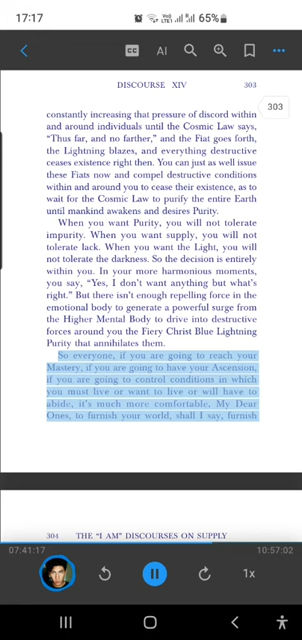 17:17
65%
CC
AI
DISCOURSE XIV 303
303
constantly increasing that pressure of discord within
and around individuals until the Cosmic Law says,
"Thus far, and no farther," and the Fiat goes forth,
the Lightning blazes, and everything destructive
ceases existence right then. You can just as well issue
these Fiats now and compel destructive conditions
within and around you to cease their existence, as to
wait for the Cosmic Law to purify the entire Earth
until mankind awakens and desires Purity.
When you want Purity, you will not tolerate
impurity. When you want supply, you will not
tolerate lack. When you want the Light, you will
not tolerate the darkness. So the decision is entirely
within you. In your more harmonious moments,
you say, "Yes, I don't want anything but what's
right." But there isn't enough repelling force in the
emotional body to generate a powerful surge from
the Higher Mental Body to drive into destructive
forces around you the Fiery Christ Blue Lightning
Purity that annihilates them.
So everyone, if you are going to reach your
Mastery, if you are going to have your Ascension,
if you are going to control conditions in which
you must live or want to live or will have to
abide, it's much more comfortable, My Dear
Ones, to furnish your world, shall I say, furnish
304 THE "I AM" DISCOURSES ON SUPPLY
07:41:17 10:57:02
1x